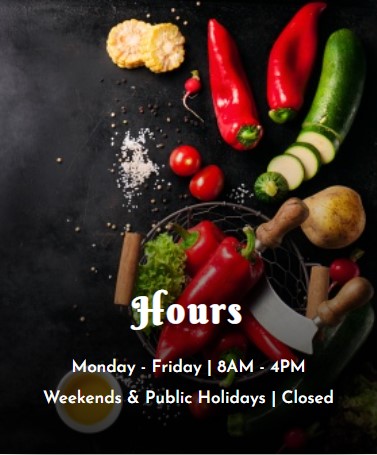 Hours
Monday - Friday | 8AM - 4PM
Weekends & Public Holidays | Closed